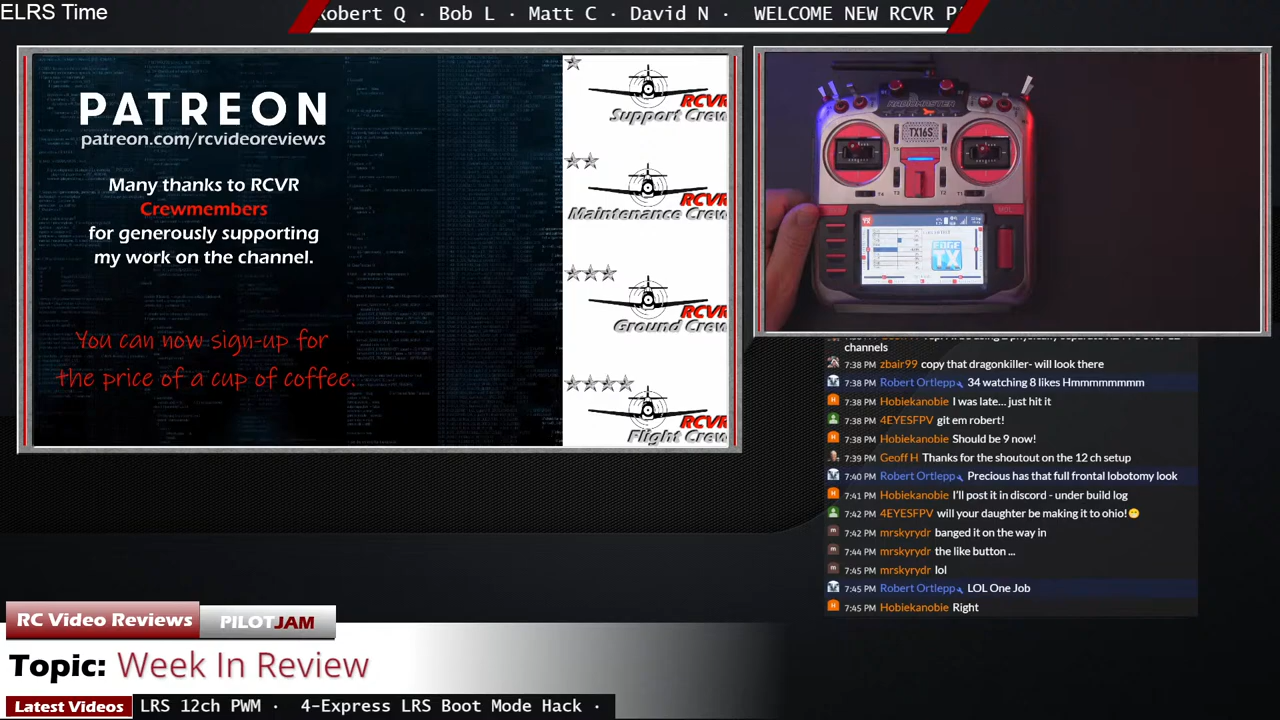 ELRS Time
Robert Q · Bob L · Matt C · David N · WELCOME NEW RCVR P
PATREON
patreon.com/rcvideoreviews
Many thanks to RCVR
Crewmembers
for generously supporting
my work on the channel.
You can now sign-up for
the price of a cup of coffee.
RCVR
Support Crew
RCVR
Maintenance Crew
RCVR
Ground Crew
RCVR
Flight Crew
RADIOMASTER
TX16S
EDGE
TX
channels
7:38 PM zbair99 copy that dragonkiller- will look there
7:38 PM Robert Ortlepp 34 watching 8 likes Hmmmmmmmm
7:38 PM Hobiekanobie I was late... just hit it
7:38 PM 4EYESFPV git em robert!
7:38 PM Hobiekanobie Should be 9 now!
7:39 PM Geoff H Thanks for the shoutout on the 12 ch setup
7:40 PM Robert Ortlepp Precious has that full frontal lobotomy look
7:41 PM Hobiekanobie I'll post it in discord - under build log
7:42 PM 4EYESFPV will your daughter be making it to ohio!😁
7:42 PM mrskyrydr banged it on the way in
7:44 PM mrskyrydr the like button ...
7:45 PM mrskyrydr lol
7:45 PM Robert Ortlepp LOL One Job
7:45 PM Hobiekanobie Right
RC Video Reviews PILOTJAM
Topic: Week In Review
Latest Videos LRS 12ch PWM · 4-Express LRS Boot Mode Hack ·